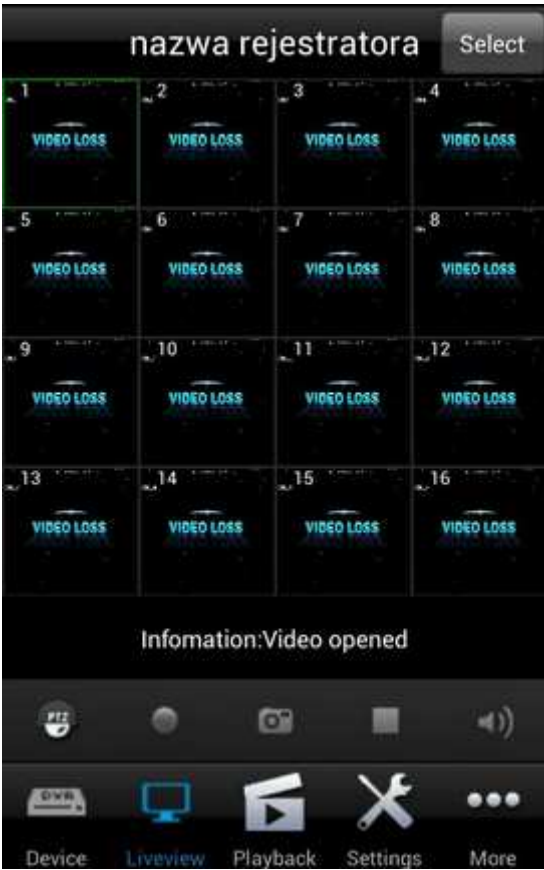 nazwa rejestratora Select
1 2 3 4
VIDEO LOSS VIDEO LOSS VIDEO LOSS VIDEO LOSS
5 6 7 8
VIDEO LOSS VIDEO LOSS VIDEO LOSS VIDEO LOSS
9 10 11 12
VIDEO LOSS VIDEO LOSS VIDEO LOSS VIDEO LOSS
13 14 15 16
VIDEO LOSS VIDEO LOSS VIDEO LOSS VIDEO LOSS
Infomation:Video opened
PTZ
DVR
Device Liveview Playback Settings More